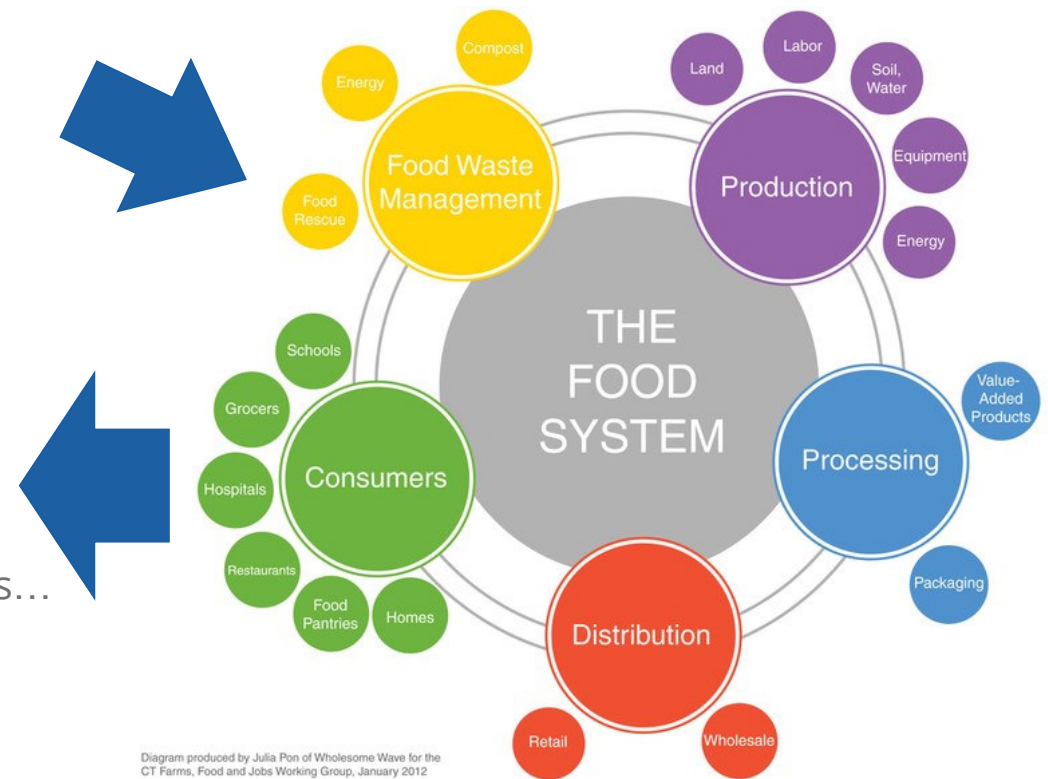 Compost
Energy
Food Waste
Management
Food
Rescue
Labor
Land
Soil,
Water
Equipment
Production
Energy
THE
FOOD
SYSTEM
Schools
Grocers
Consumers
Hospitals
Restaurants
Food
Pantries
Homes
Value-
Added
Products
Processing
Packaging
Distribution
Retail
Wholesale
s...
Diagram produced by Julia Pon of Wholesome Wave for the
CT Farms, Food and Jobs Working Group, January 2012